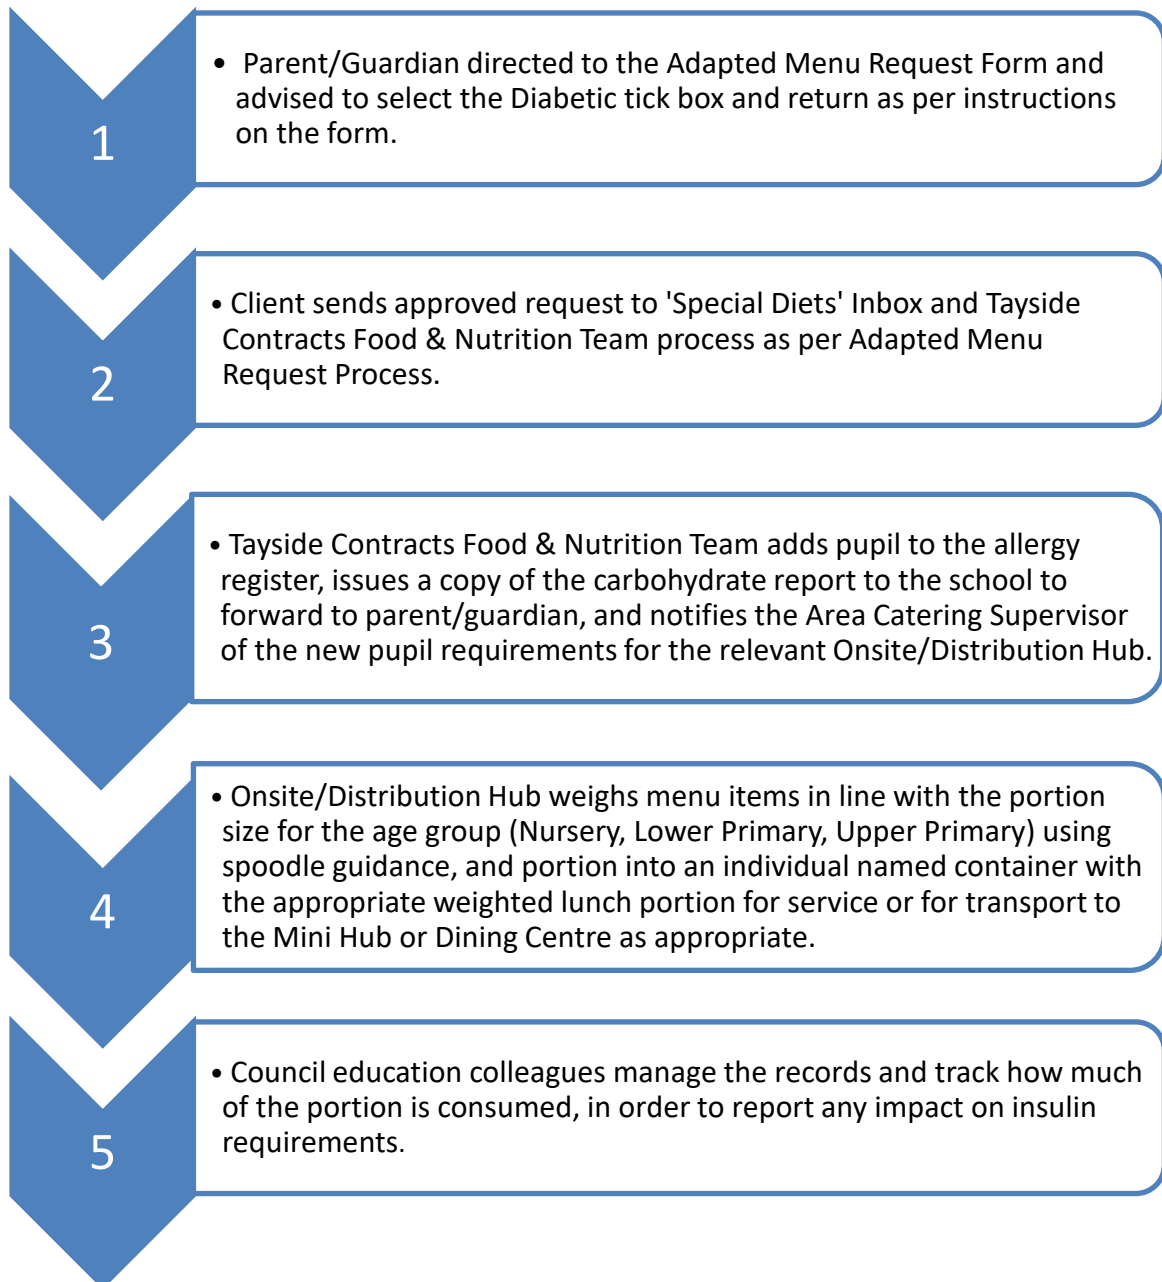 1
• Parent/Guardian directed to the Adapted Menu Request Form and
advised to select the Diabetic tick box and return as per instructions
on the form.
2
• Client sends approved request to 'Special Diets' Inbox and Tayside
Contracts Food & Nutrition Team process as per Adapted Menu
Request Process.
3
• Tayside Contracts Food & Nutrition Team adds pupil to the allergy
register, issues a copy of the carbohydrate report to the school to
forward to parent/guardian, and notifies the Area Catering Supervisor
of the new pupil requirements for the relevant Onsite/Distribution Hub.
4
• Onsite/Distribution Hub weighs menu items in line with the portion
size for the age group (Nursery, Lower Primary, Upper Primary) using
spoodle guidance, and portion into an individual named container with
the appropriate weighted lunch portion for service or for transport to
the Mini Hub or Dining Centre as appropriate.
5
• Council education colleagues manage the records and track how much
of the portion is consumed, in order to report any impact on insulin
requirements.